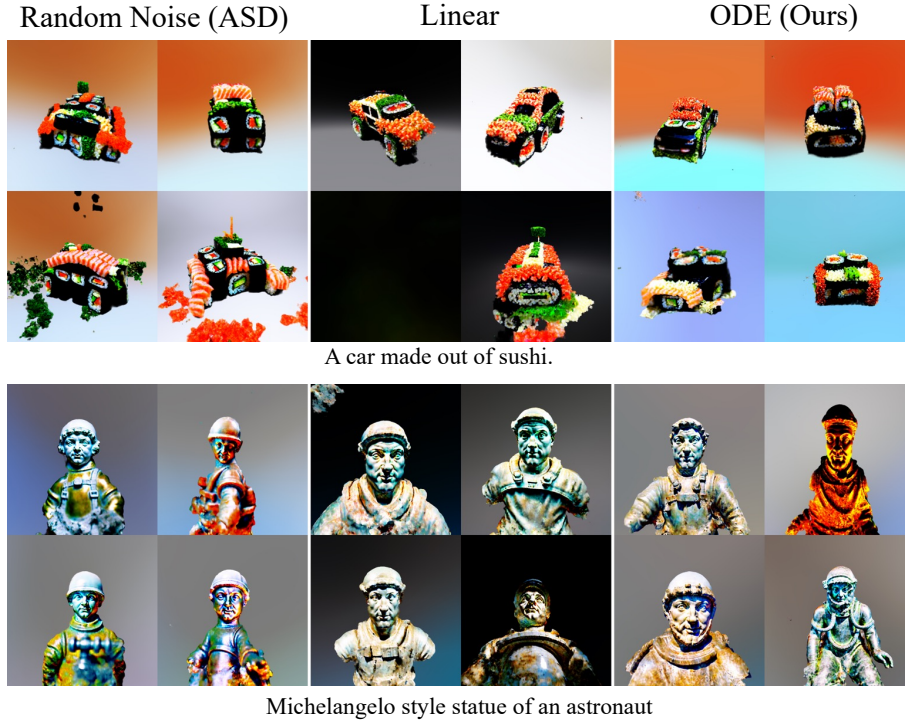 Random Noise (ASD) Linear ODE (Ours)
A car made out of sushi.
Michelangelo style statue of an astronaut